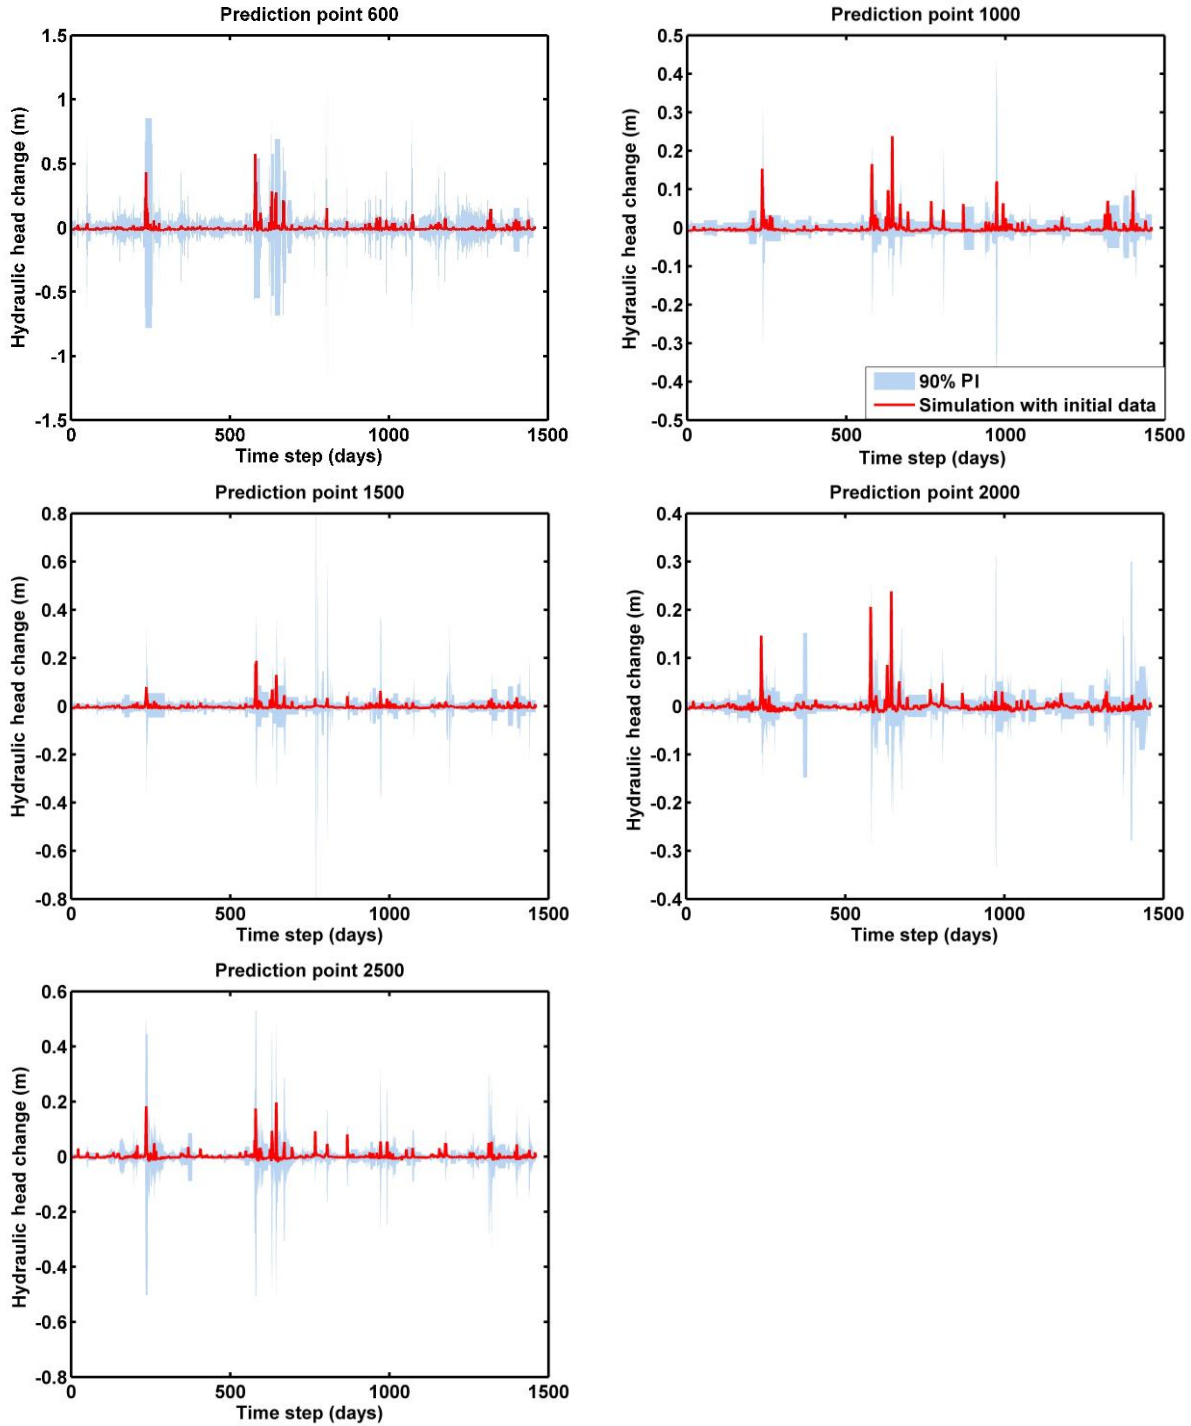 Prediction point 600
1.5
1
0.5
0
-0.5
-1
-1.5
Hydraulic head change (m)
0 500 1000 1500
Time step (days)
Prediction point 1000
0.5
0.4
0.3
0.2
0.1
0
-0.1
-0.2
-0.3
-0.4
-0.5
Hydraulic head change (m)
90% PI
Simulation with initial data
0 500 1000 1500
Time step (days)
Prediction point 1500
0.8
0.6
0.4
0.2
0
-0.2
-0.4
-0.6
-0.8
Hydraulic head change (m)
0 500 1000 1500
Time step (days)
Prediction point 2000
0.4
0.3
0.2
0.1
0
-0.1
-0.2
-0.3
-0.4
Hydraulic head change (m)
0 500 1000 1500
Time step (days)
Prediction point 2500
0.6
0.4
0.2
0
-0.2
-0.4
-0.6
-0.8
Hydraulic head change (m)
0 500 1000 1500
Time step (days)